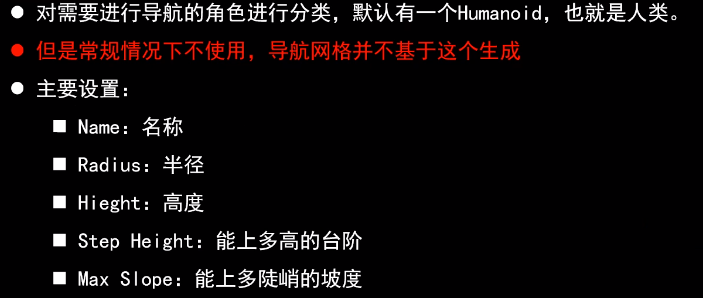 ● 对需要进行导航的角色进行分类，默认有一个Humanoid，也就是人类。
● 但是常规情况下不使用，导航网格并不基于这个生成
● 主要设置：
■ Name：名称
■ Radius：半径
■ Hieght：高度
■ Step Height：能上多高的台阶
■ Max Slope：能上多陡峭的坡度